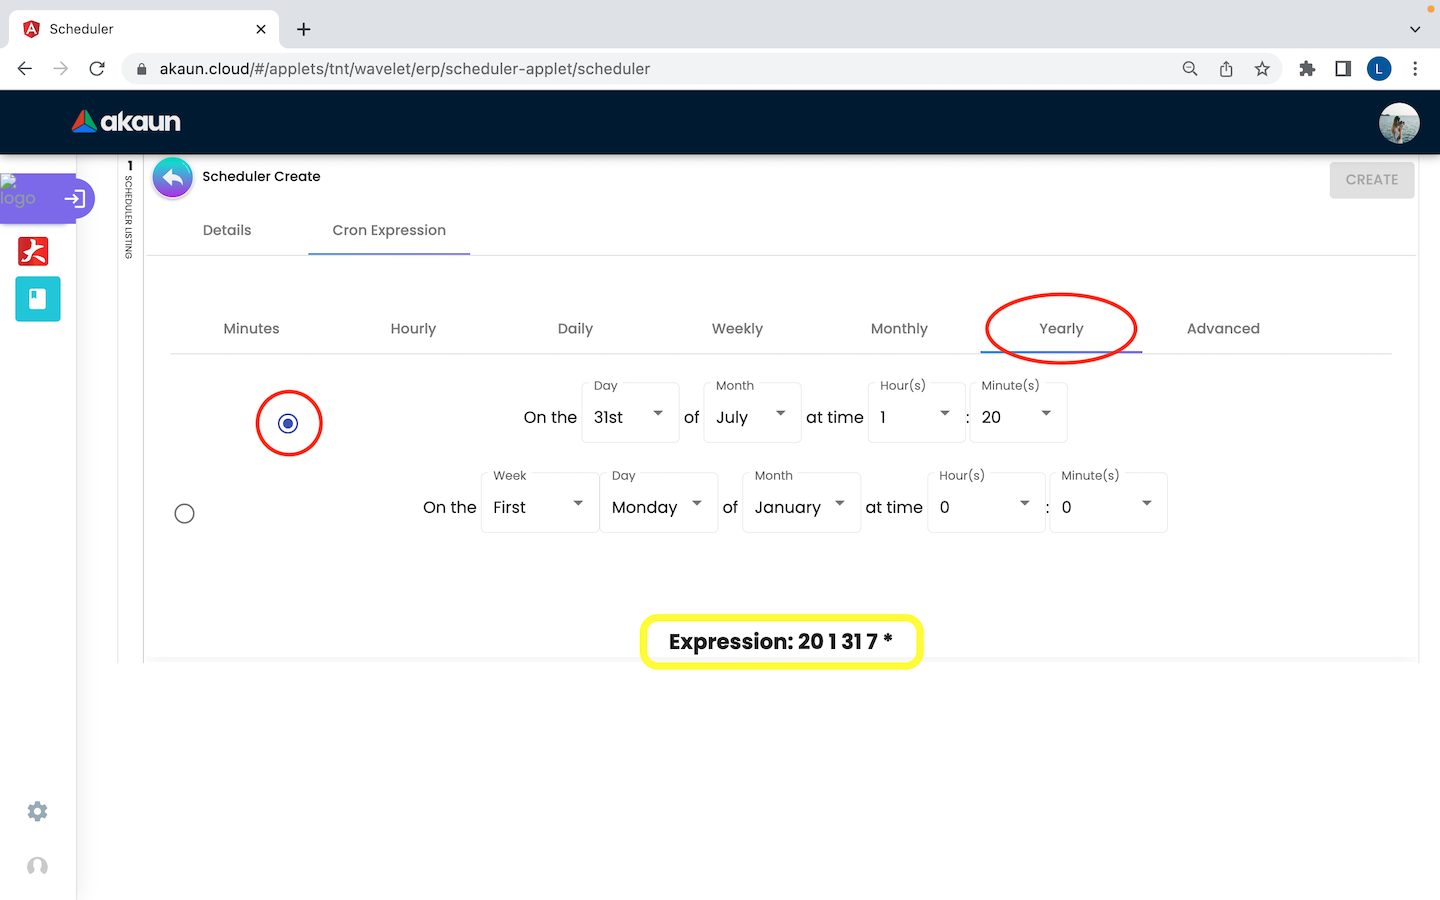 Scheduler
akaun.cloud/#/applets/tnt/wavelet/erp/scheduler-applet/scheduler
L
akaun
logo
1
SCHEDULER LISTING
Scheduler Create
CREATE
Details
Cron Expression
Minutes
Hourly
Daily
Weekly
Monthly
Yearly
Advanced
Day
Month
Hour(s)
Minute(s)
On the 31st of July at time 1 : 20
Week
Day
Month
Hour(s)
Minute(s)
On the First Monday of January at time 0 : 0
Expression: 20 1 31 7 *